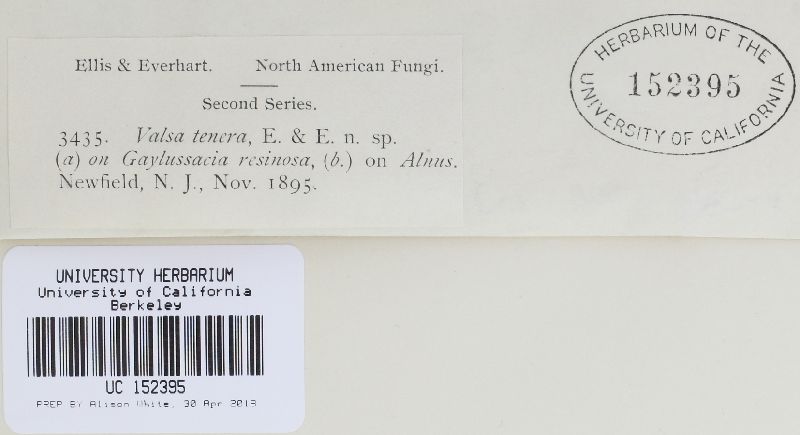 Ellis & Everhart. North American Fungi.
Second Series.
3435. Valsa tenera, E. & E. n. sp.
(a) on Gaylussacia resinosa, (b.) on Alnus.
Newfield, N. J., Nov. 1895.
HERBARIUM OF THE
152395
UNIVERSITY OF CALIFORNIA
UNIVERSITY HERBARIUM
University of California
Berkeley
UC 152395
PREP BY Alison White, 30 Apr 2013